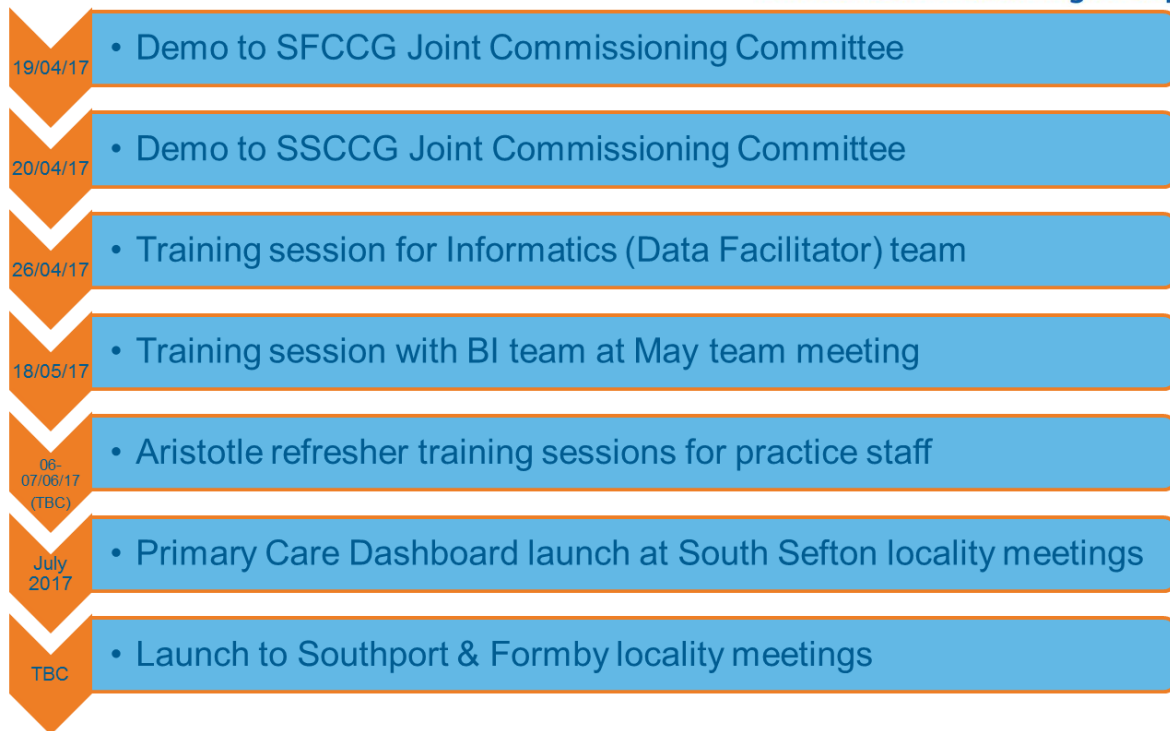 19/04/17
• Demo to SFCCG Joint Commissioning Committee
20/04/17
• Demo to SSCCG Joint Commissioning Committee
26/04/17
• Training session for Informatics (Data Facilitator) team
18/05/17
• Training session with BI team at May team meeting
06-
07/06/17
(TBC)
• Aristotle refresher training sessions for practice staff
July
2017
• Primary Care Dashboard launch at South Sefton locality meetings
TBC
• Launch to Southport & Formby locality meetings